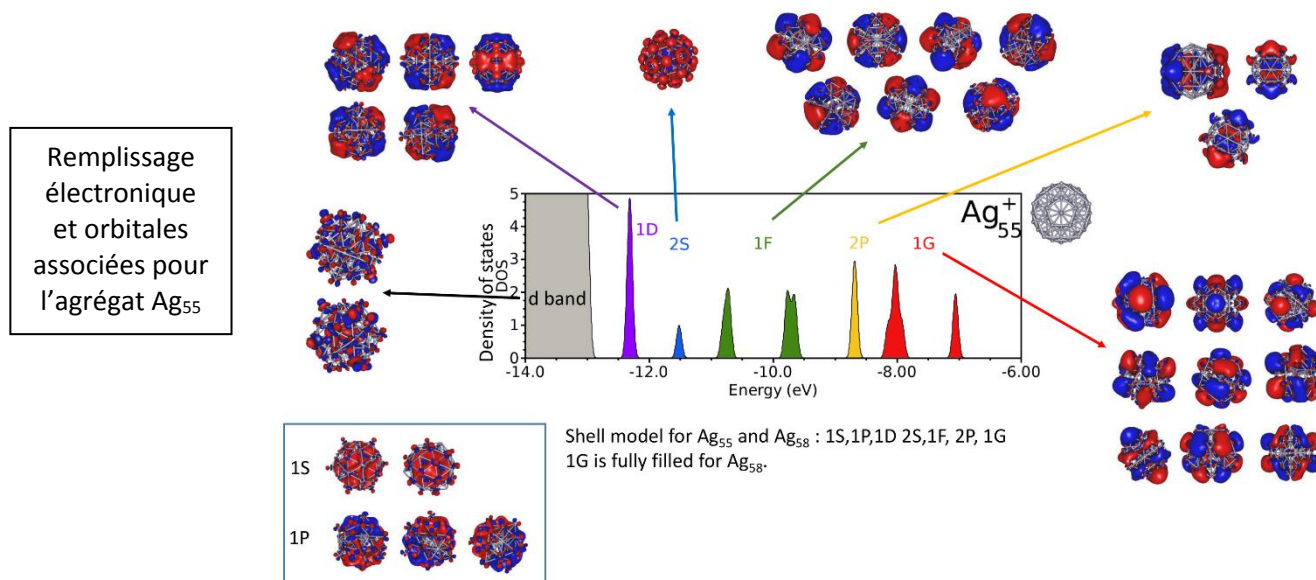 Remplissage
électronique
et orbitales
associées pour
l'agrégat Ag₅₅
Density of states
DOS
5
4
3
2
1
0
d band
1D
2S
1F
2P
1G
Ag₅₅⁺
-14.0 -12.0 -10.0 -8.00 -6.00
Energy (eV)
Shell model for Ag₅₅ and Ag₅₈ : 1S,1P,1D 2S,1F, 2P, 1G
1G is fully filled for Ag₅₈.
1S
1P